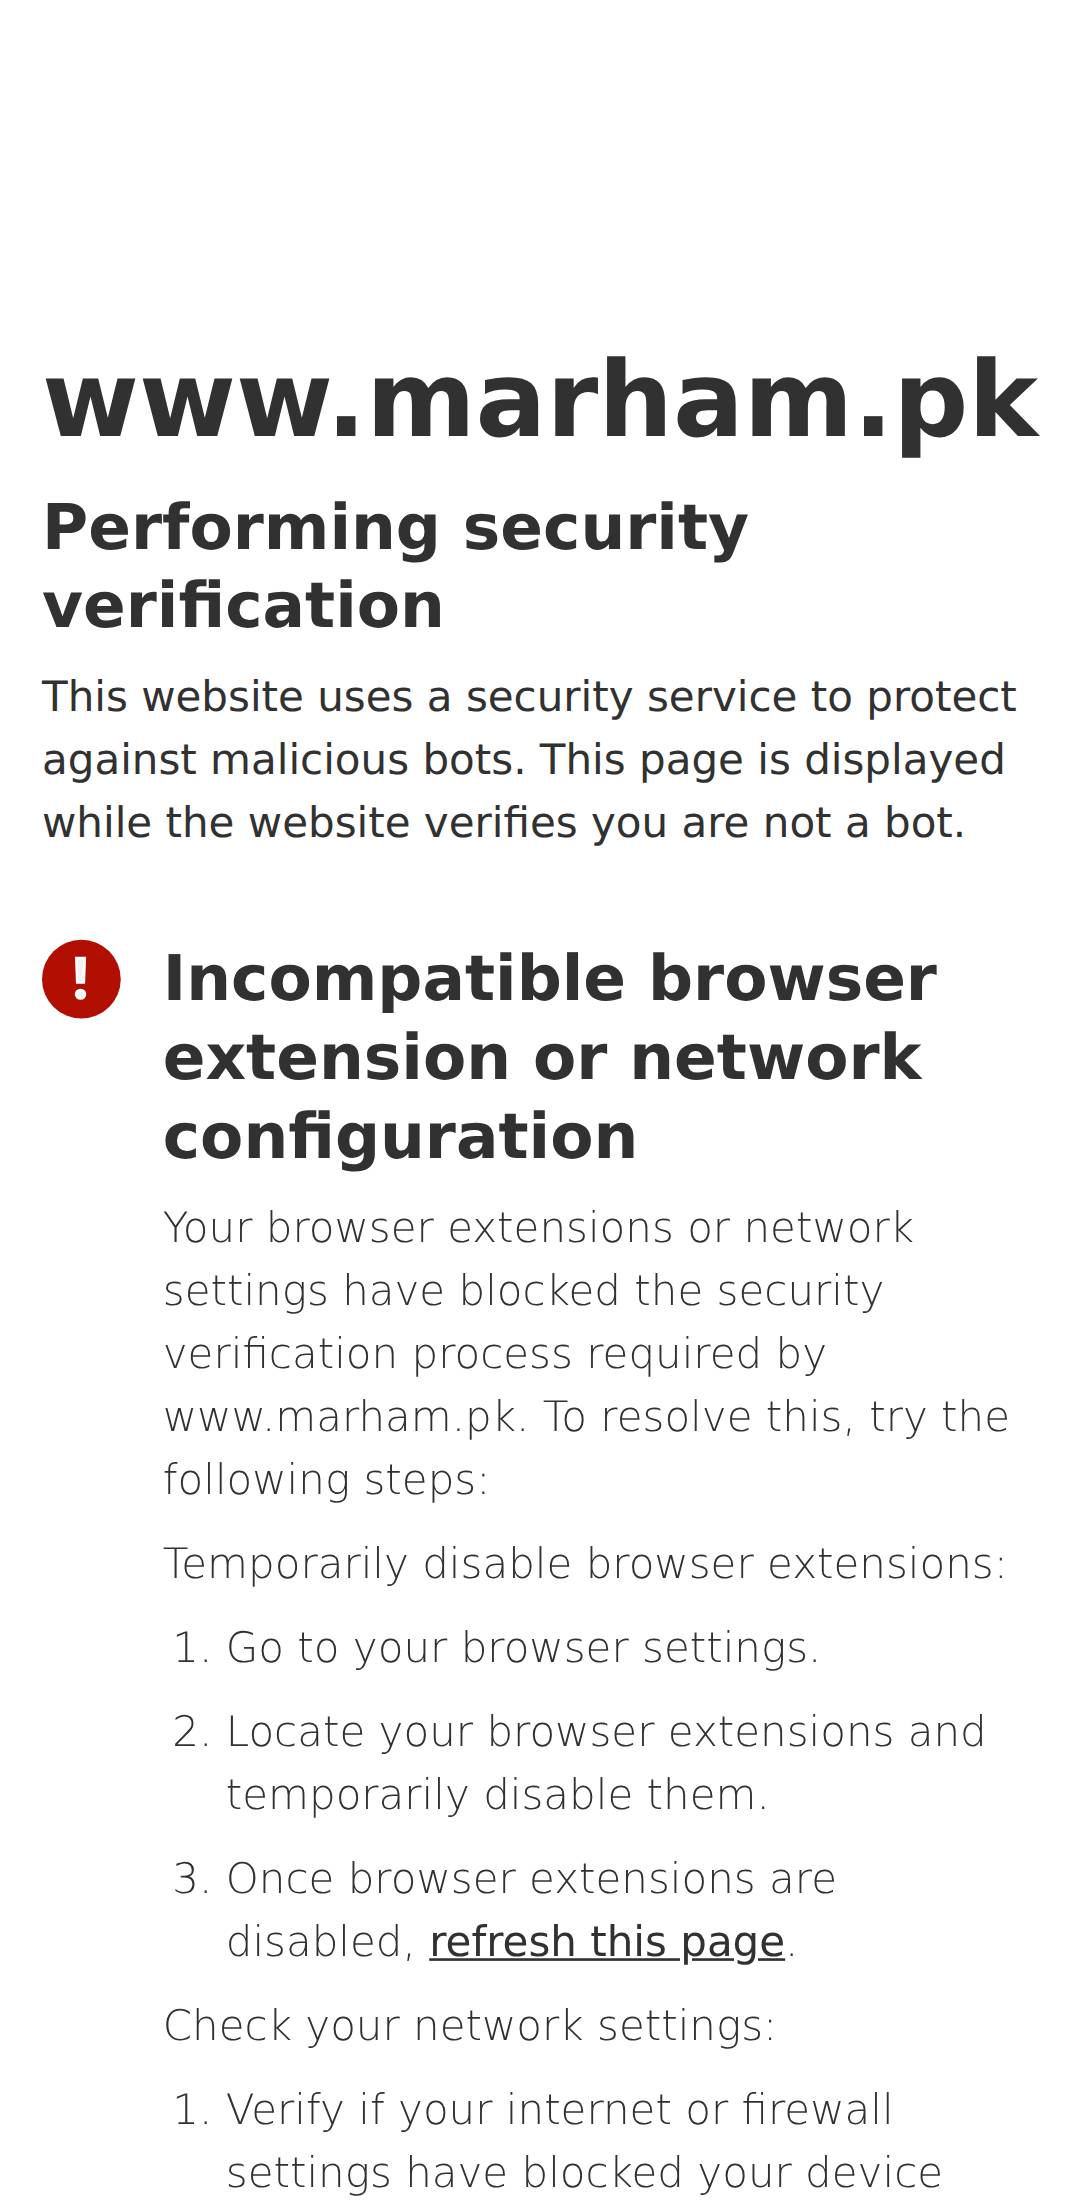 www.marham.pk
Performing security
verification
This website uses a security service to protect
against malicious bots. This page is displayed
while the website verifies you are not a bot.
!
Incompatible browser
extension or network
configuration
Your browser extensions or network
settings have blocked the security
verification process required by
www.marham.pk. To resolve this, try the
following steps:
Temporarily disable browser extensions:
1. Go to your browser settings.
2. Locate your browser extensions and
temporarily disable them.
3. Once browser extensions are
disabled, refresh this page.
Check your network settings:
1. Verify if your internet or firewall
settings have blocked your device